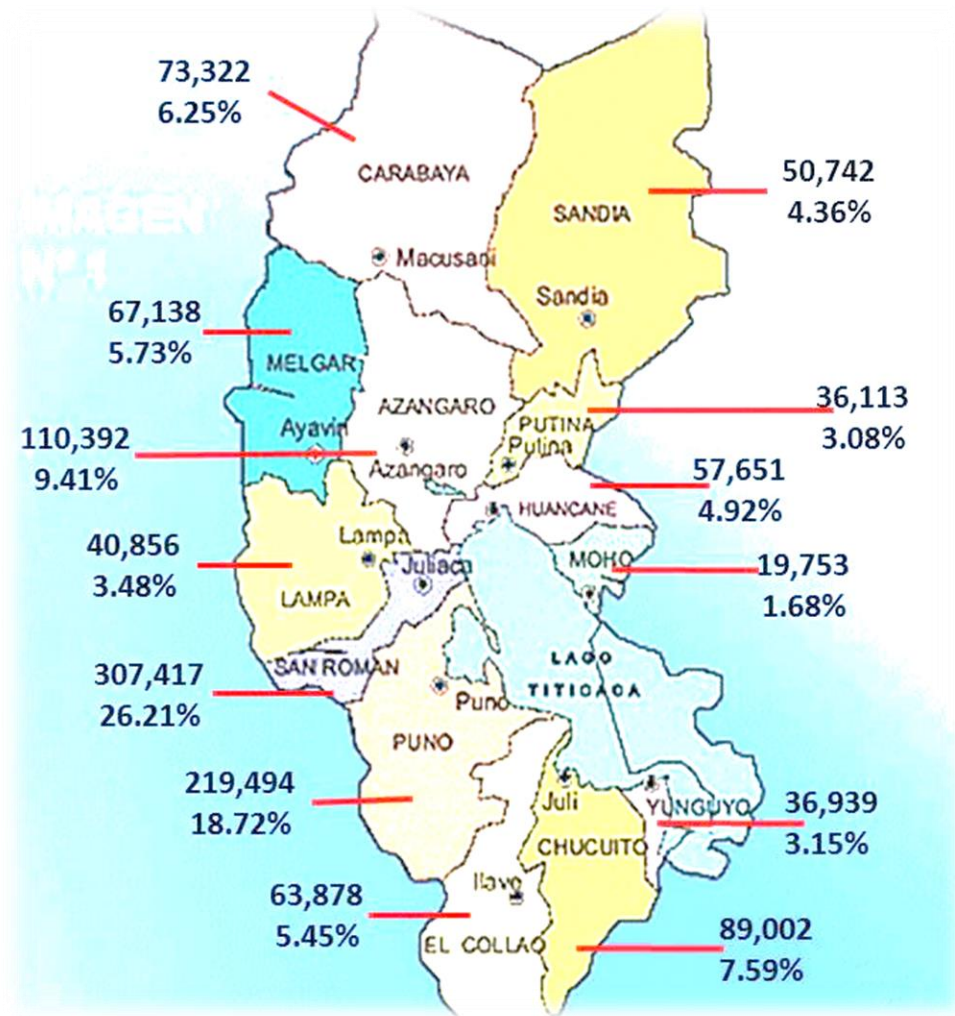 73,322
6.25%
CARABAYA
50,742
4.36%
SANDIA
IMAGEN
N° 1
Macusani
Sandia
67,138
5.73%
MELGAR
AZANGARO
36,113
3.08%
PUTINA
Putina
Ayaviri
110,392
9.41%
Azangaro
57,651
4.92%
HUANCANE
Lampa
40,856
3.48%
Juliaca
MOHO
19,753
1.68%
LAMPA
LAGO
TITICACA
SAN ROMAN
307,417
26.21%
Puno
PUNO
219,494
18.72%
Juli
YUNGUYO
36,939
3.15%
CHUCUITO
Ilave
63,878
5.45%
EL COLLAO
89,002
7.59%